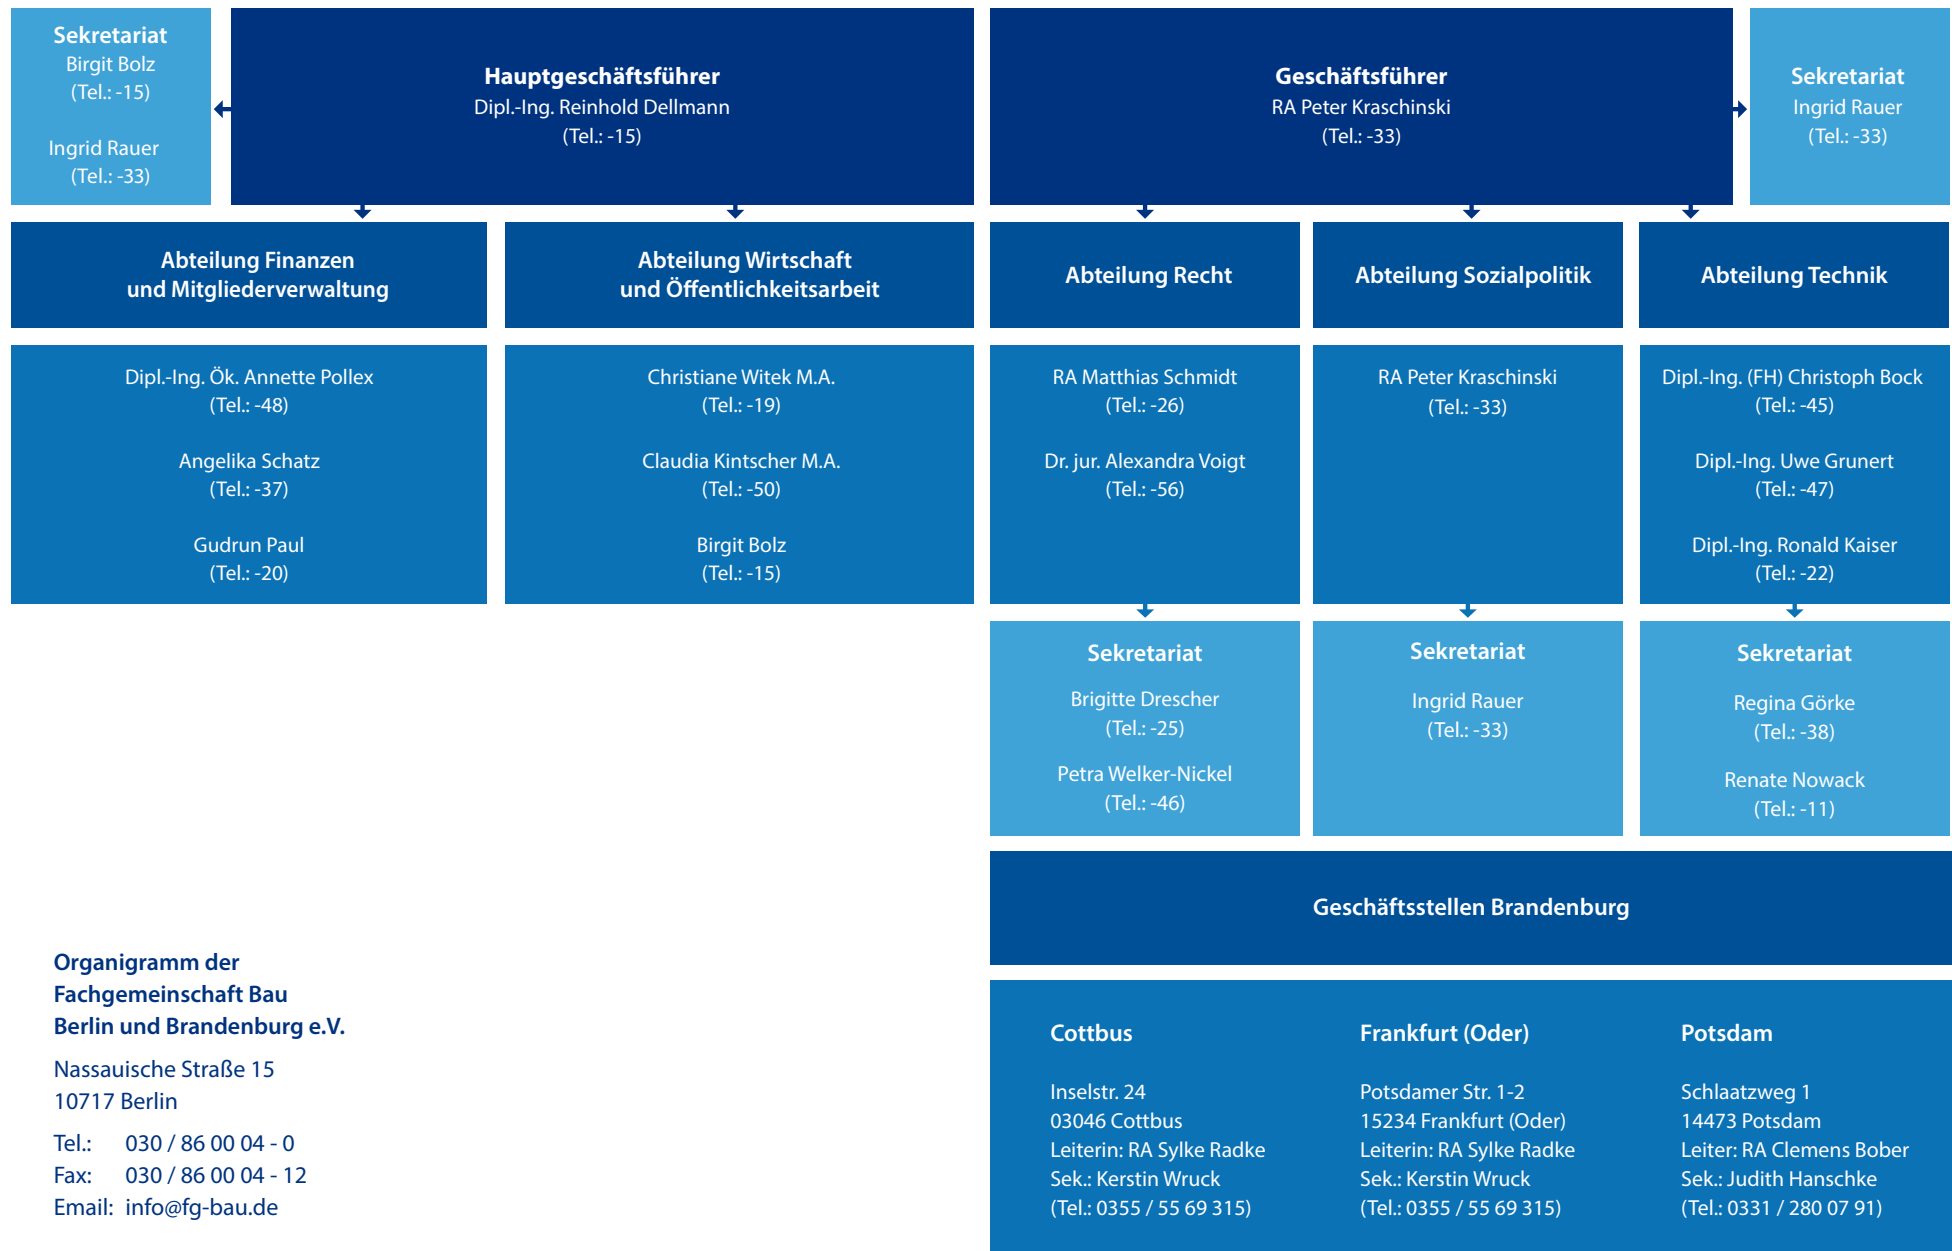 Sekretariat
Birgit Bolz
(Tel.: -15)
Ingrid Rauer
(Tel.: -33)
Hauptgeschäftsführer
Dipl.-Ing. Reinhold Dellmann
(Tel.: -15)
Geschäftsführer
RA Peter Kraschinski
(Tel.: -33)
Sekretariat
Ingrid Rauer
(Tel.: -33)
Abteilung Finanzen
und Mitgliederverwaltung
Abteilung Wirtschaft
und Öffentlichkeitsarbeit
Abteilung Recht
Abteilung Sozialpolitik
Abteilung Technik
Dipl.-Ing. Ök. Annette Pollex
(Tel.: -48)
Angelika Schatz
(Tel.: -37)
Gudrun Paul
(Tel.: -20)
Christiane Witek M.A.
(Tel.: -19)
Claudia Kintscher M.A.
(Tel.: -50)
Birgit Bolz
(Tel.: -15)
RA Matthias Schmidt
(Tel.: -26)
Dr. jur. Alexandra Voigt
(Tel.: -56)
RA Peter Kraschinski
(Tel.: -33)
Dipl.-Ing. (FH) Christoph Bock
(Tel.: -45)
Dipl.-Ing. Uwe Grunert
(Tel.: -47)
Dipl.-Ing. Ronald Kaiser
(Tel.: -22)
Sekretariat
Brigitte Drescher
(Tel.: -25)
Petra Welker-Nickel
(Tel.: -46)
Sekretariat
Ingrid Rauer
(Tel.: -33)
Sekretariat
Regina Görke
(Tel.: -38)
Renate Nowack
(Tel.: -11)
Geschäftsstellen Brandenburg
Cottbus
Inselstr. 24
03046 Cottbus
Leiterin: RA Sylke Radke
Sek.: Kerstin Wruck
(Tel.: 0355 / 55 69 315)
Frankfurt (Oder)
Potsdamer Str. 1-2
15234 Frankfurt (Oder)
Leiterin: RA Sylke Radke
Sek.: Kerstin Wruck
(Tel.: 0355 / 55 69 315)
Potsdam
Schlaatzweg 1
14473 Potsdam
Leiter: RA Clemens Bober
Sek.: Judith Hanschke
(Tel.: 0331 / 280 07 91)
Organigramm der
Fachgemeinschaft Bau
Berlin und Brandenburg e.V.
Nassauische Straße 15
10717 Berlin
Tel.: 030 / 86 00 04 - 0
Fax: 030 / 86 00 04 - 12
Email: info@fg-bau.de